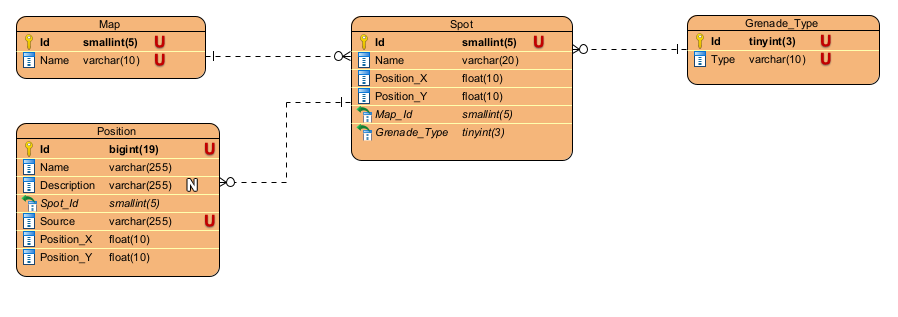 Map
Id smallint(5) U
Name varchar(10) U
Spot
Id smallint(5) U
Name varchar(20)
Position_X float(10)
Position_Y float(10)
Map_Id smallint(5)
Grenade_Type tinyint(3)
Grenade_Type
Id tinyint(3) U
Type varchar(10) U
Position
Id bigint(19) U
Name varchar(255)
Description varchar(255) N
Spot_Id smallint(5)
Source varchar(255) U
Position_X float(10)
Position_Y float(10)